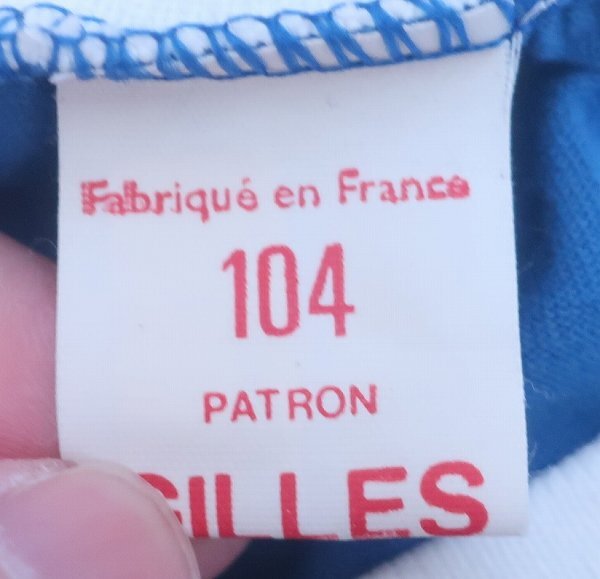 Fabriqué en France
104
PATRON
GILLES